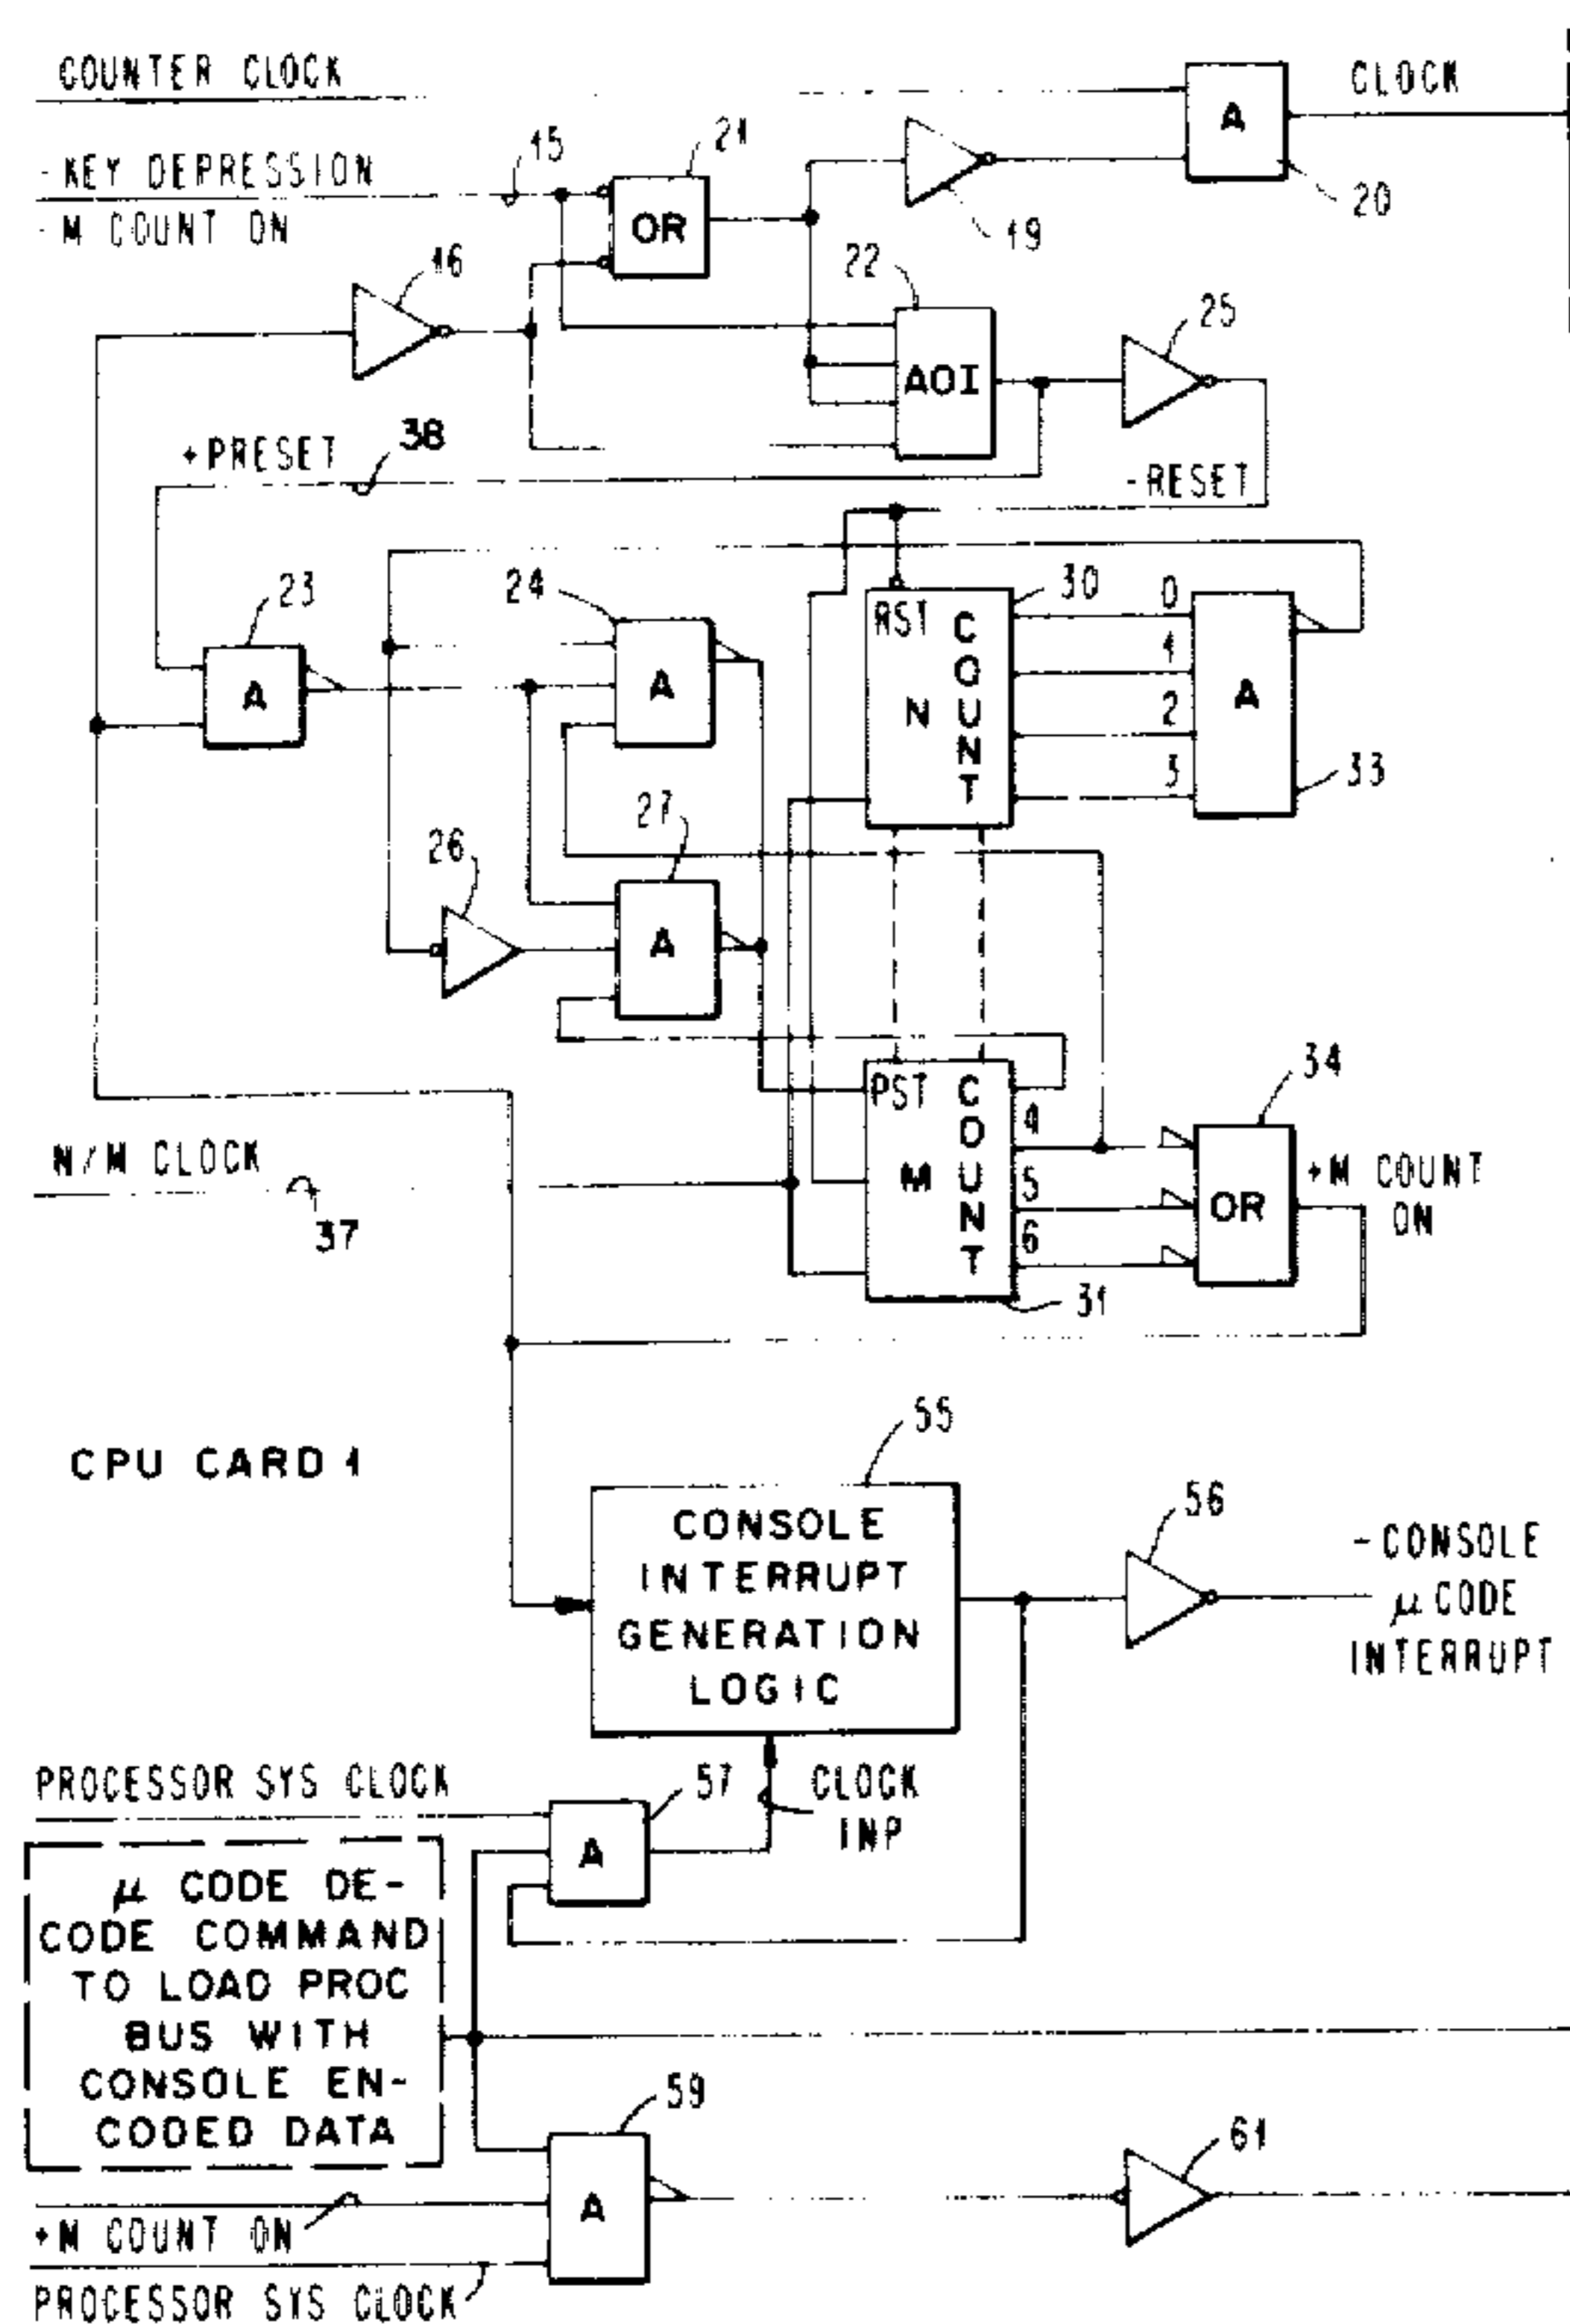 COUNTER CLOCK
CLOCK
A
20
- KEY DEPRESSION
- M COUNT ON
45
21
OR
49
46
22
AOI
25
+PRESET
38
-RESET
23
A
24
A
30
RST
N
COUNT
0
1
2
3
A
33
26
27
A
PST
M
COUNT
4
5
6
31
34
OR
+M COUNT
ON
N/M CLOCK
37
CPU CARD 1
55
CONSOLE
INTERRUPT
GENERATION
LOGIC
56
- CONSOLE
μ CODE
INTERRUPT
PROCESSOR SYS CLOCK
57
A
CLOCK
INP
μ CODE DE-
CODE COMMAND
TO LOAD PROC
BUS WITH
CONSOLE EN-
CODED DATA
59
A
61
+M COUNT ON
PROCESSOR SYS CLOCK